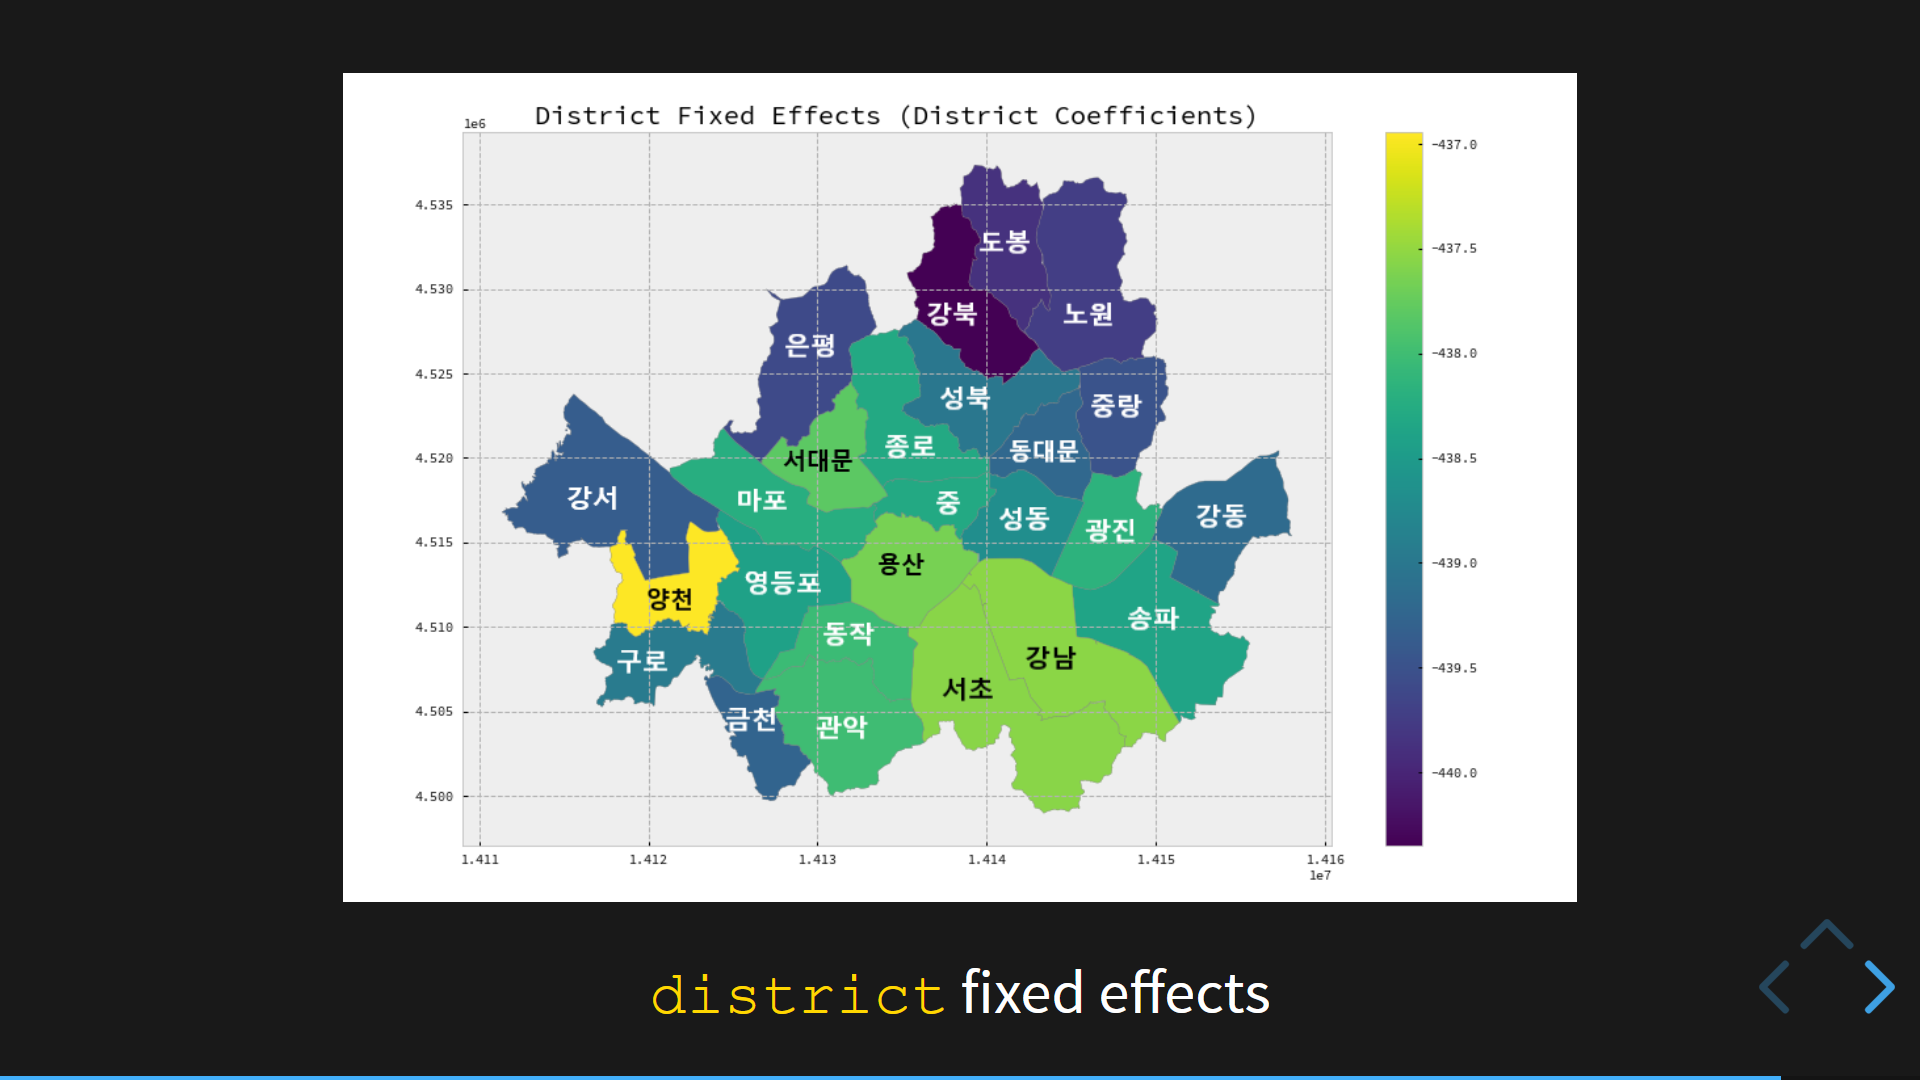 District Fixed Effects (District Coefficients)
1e6
4.535
4.530
4.525
4.520
4.515
4.510
4.505
4.500
1.411
1.412
1.413
1.414
1.415
1.416
1e7
-437.0
-437.5
-438.0
-438.5
-439.0
-439.5
-440.0
도봉
강북
노원
은평
성북
중랑
종로
동대문
서대문
강서
마포
중
성동
광진
강동
용산
영등포
양천
송파
동작
강남
구로
서초
금천
관악
district fixed effects